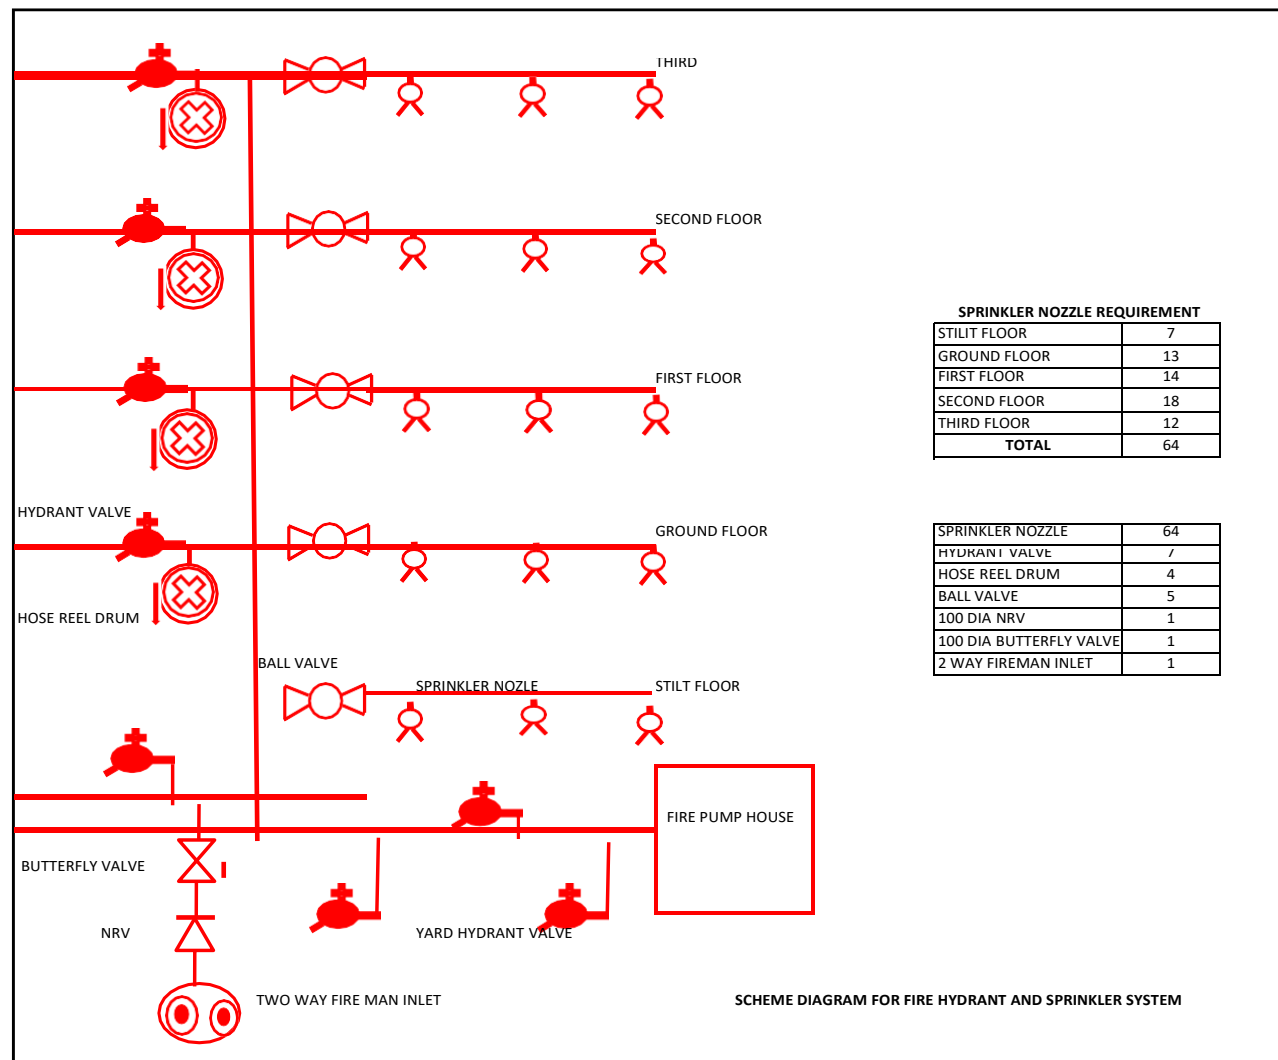 THIRD
SECOND FLOOR
SPRINKLER NOZZLE REQUIREMENT
STILIT FLOOR 7
GROUND FLOOR 13
FIRST FLOOR 14
SECOND FLOOR 18
THIRD FLOOR 12
TOTAL 64
FIRST FLOOR
HYDRANT VALVE
GROUND FLOOR
SPRINKLER NOZZLE 64
HYDRANT VALVE 7
HOSE REEL DRUM 4
BALL VALVE 5
100 DIA NRV 1
100 DIA BUTTERFLY VALVE 1
2 WAY FIREMAN INLET 1
HOSE REEL DRUM
BALL VALVE
SPRINKLER NOZLE
STILT FLOOR
FIRE PUMP HOUSE
BUTTERFLY VALVE
NRV
YARD HYDRANT VALVE
TWO WAY FIRE MAN INLET
SCHEME DIAGRAM FOR FIRE HYDRANT AND SPRINKLER SYSTEM